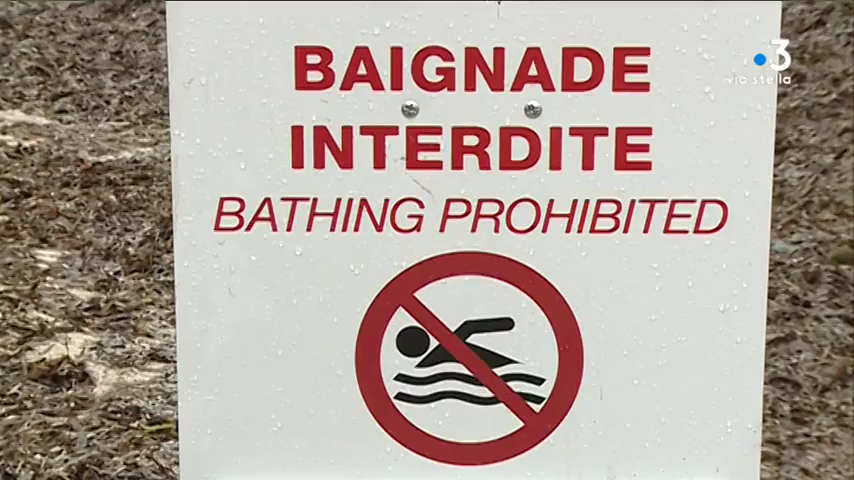 BAIGNADE
INTERDITE
BATHING PROHIBITED
3
via stella